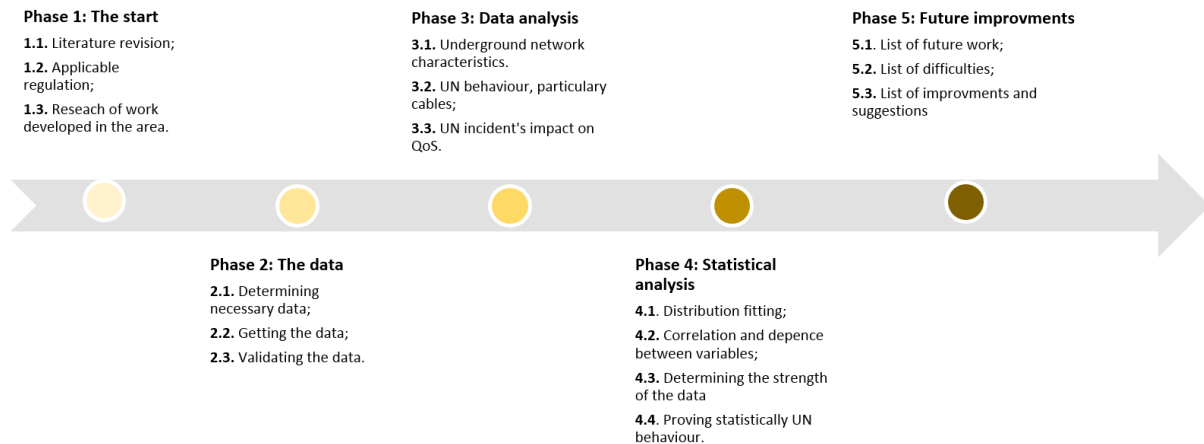 Phase 1: The start
1.1. Literature revision;
1.2. Applicable
regulation;
1.3. Reseach of work
developed in the area.
Phase 2: The data
2.1. Determining
necessary data;
2.2. Getting the data;
2.3. Validating the data.
Phase 3: Data analysis
3.1. Underground network
characteristics.
3.2. UN behaviour, particulary
cables;
3.3. UN incident's impact on
QoS.
Phase 4: Statistical
analysis
4.1. Distribution fitting;
4.2. Correlation and depence
between variables;
4.3. Determining the strength
of the data
4.4. Proving statistically UN
behaviour.
Phase 5: Future improvments
5.1. List of future work;
5.2. List of difficulties;
5.3. List of improvments and
suggestions